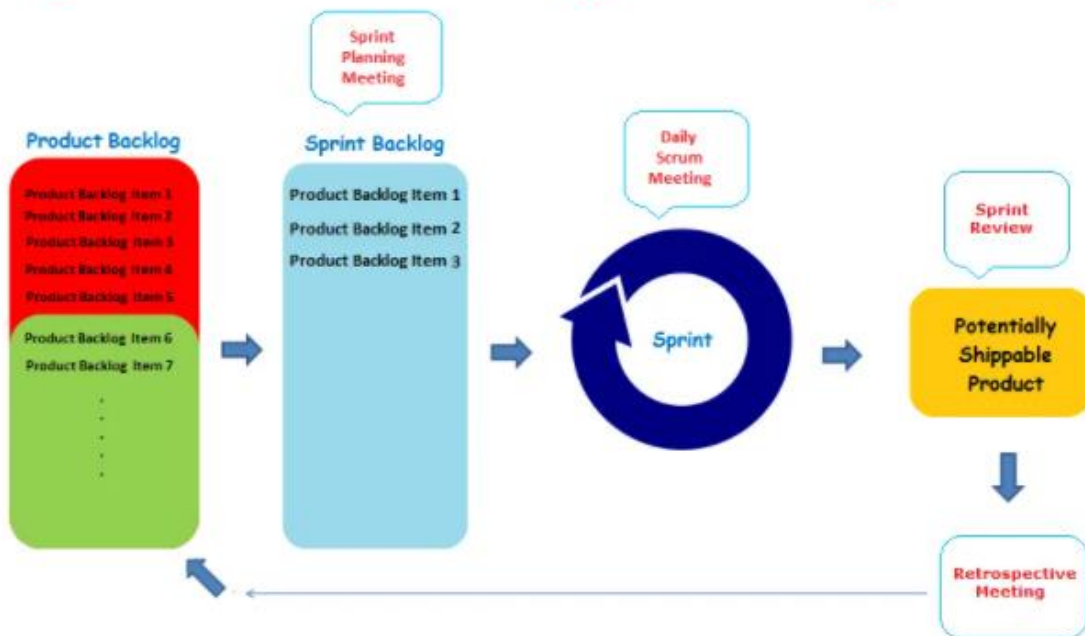 Sprint
Planning
Meeting
Product Backlog
Sprint Backlog
Daily
Scrum
Meeting
Product Backlog Item 1
Product Backlog Item 2
Product Backlog Item 3
Product Backlog Item 4
Product Backlog Item 5
Product Backlog Item 6
Product Backlog Item 7
Product Backlog Item 1
Product Backlog Item 2
Product Backlog Item 3
Sprint
Sprint
Review
Potentially
Shippable
Product
Retrospective
Meeting